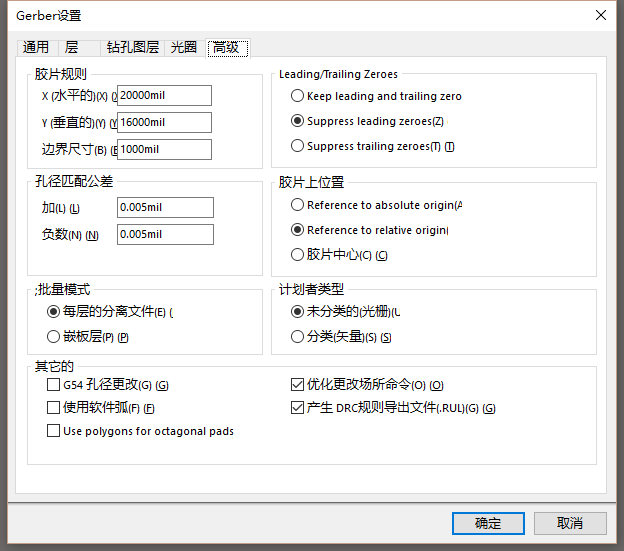 Gerber设置
通用 层 钻孔图层 光圈 高级
胶片规则
X (水平的)(X) (X 20000mil
Y (垂直的)(Y) (Y 16000mil
边界尺寸(B) (B 1000mil
Leading/Trailing Zeroes
Keep leading and trailing zero
Suppress leading zeroes(Z)
Suppress trailing zeroes(T) (T)
孔径匹配公差
加(L) (L) 0.005mil
负数(N) (N) 0.005mil
胶片上位置
Reference to absolute origin(A
Reference to relative origin(
胶片中心(C) (C)
;批量模式
每层的分离文件(E) (
嵌板层(P) (P)
计划者类型
未分类的(光栅)(U
分类(矢量)(S) (S)
其它的
G54 孔径更改(G) (G)
使用软件弧(F) (F)
Use polygons for octagonal pads
优化更改场所命令(O) (O)
产生 DRC规则导出文件(.RUL)(G) (G)
确定 取消